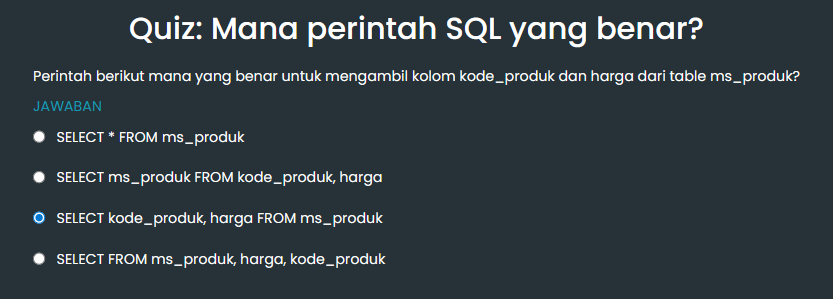 Quiz: Mana perintah SQL yang benar?
Perintah berikut mana yang benar untuk mengambil kolom kode_produk dan harga dari table ms_produk?
JAWABAN
SELECT * FROM ms_produk
SELECT ms_produk FROM kode_produk, harga
SELECT kode_produk, harga FROM ms_produk
SELECT FROM ms_produk, harga, kode_produk